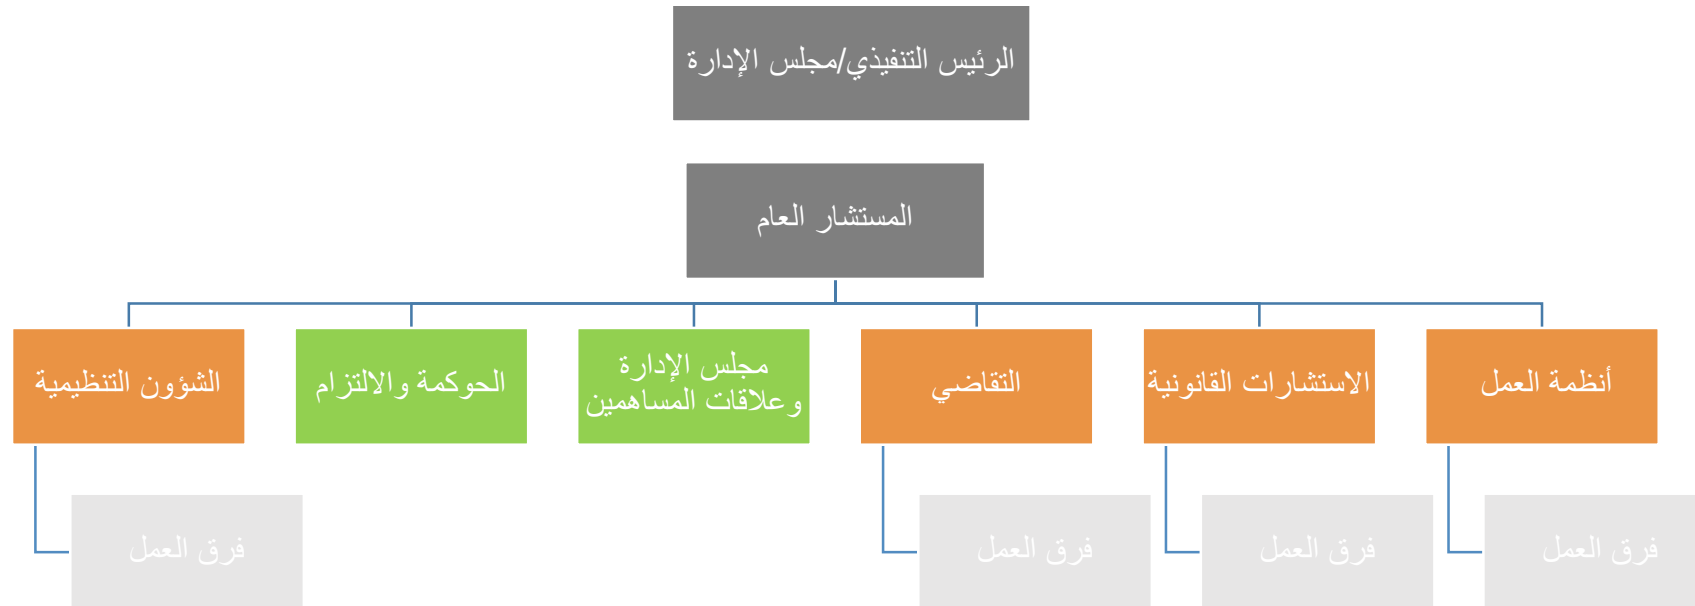 الرئيس التنفيذي/مجلس الإدارة
المستشار العام
أنظمة العمل
الاستشارات القانونية
التقاضي
مجلس الإدارة
وعلاقات المساهمين
الحوكمة والالتزام
الشؤون التنظيمية
فرق العمل
فرق العمل
فرق العمل
فرق العمل